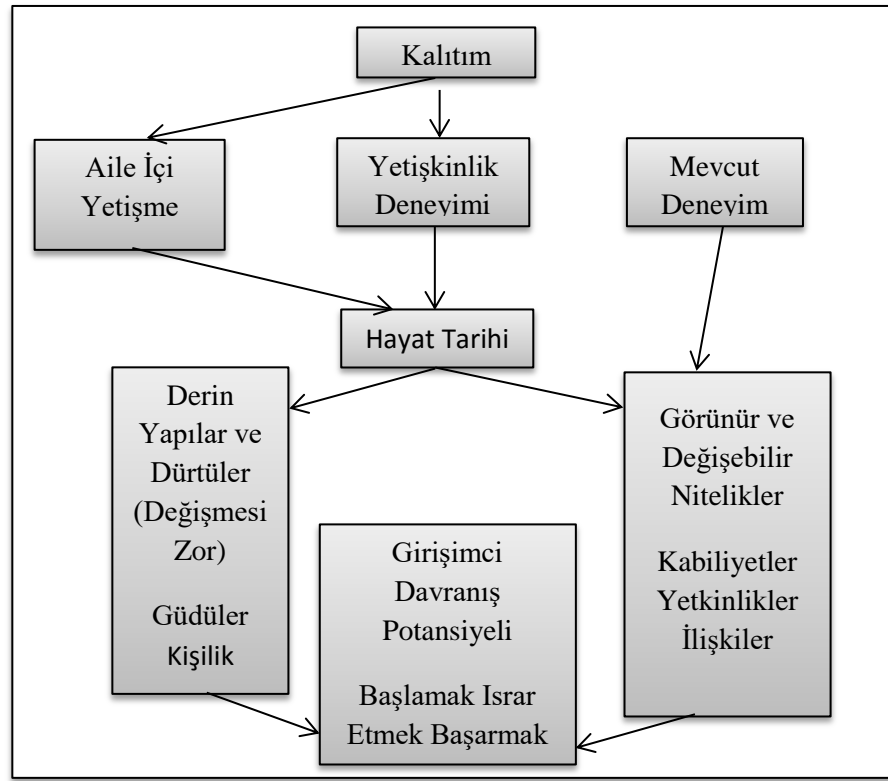 Kalıtım
Aile İçi
Yetişme
Yetişkinlik
Deneyimi
Mevcut
Deneyim
Hayat Tarihi
Derin
Yapılar ve
Dürtüler
(Değişmesi
Zor)
Güdüler
Kişilik
Girişimci
Davranış
Potansiyeli
Başlamak Israr
Etmek Başarmak
Görünür ve
Değişebilir
Nitelikler
Kabiliyetler
Yetkinlikler
İlişkiler